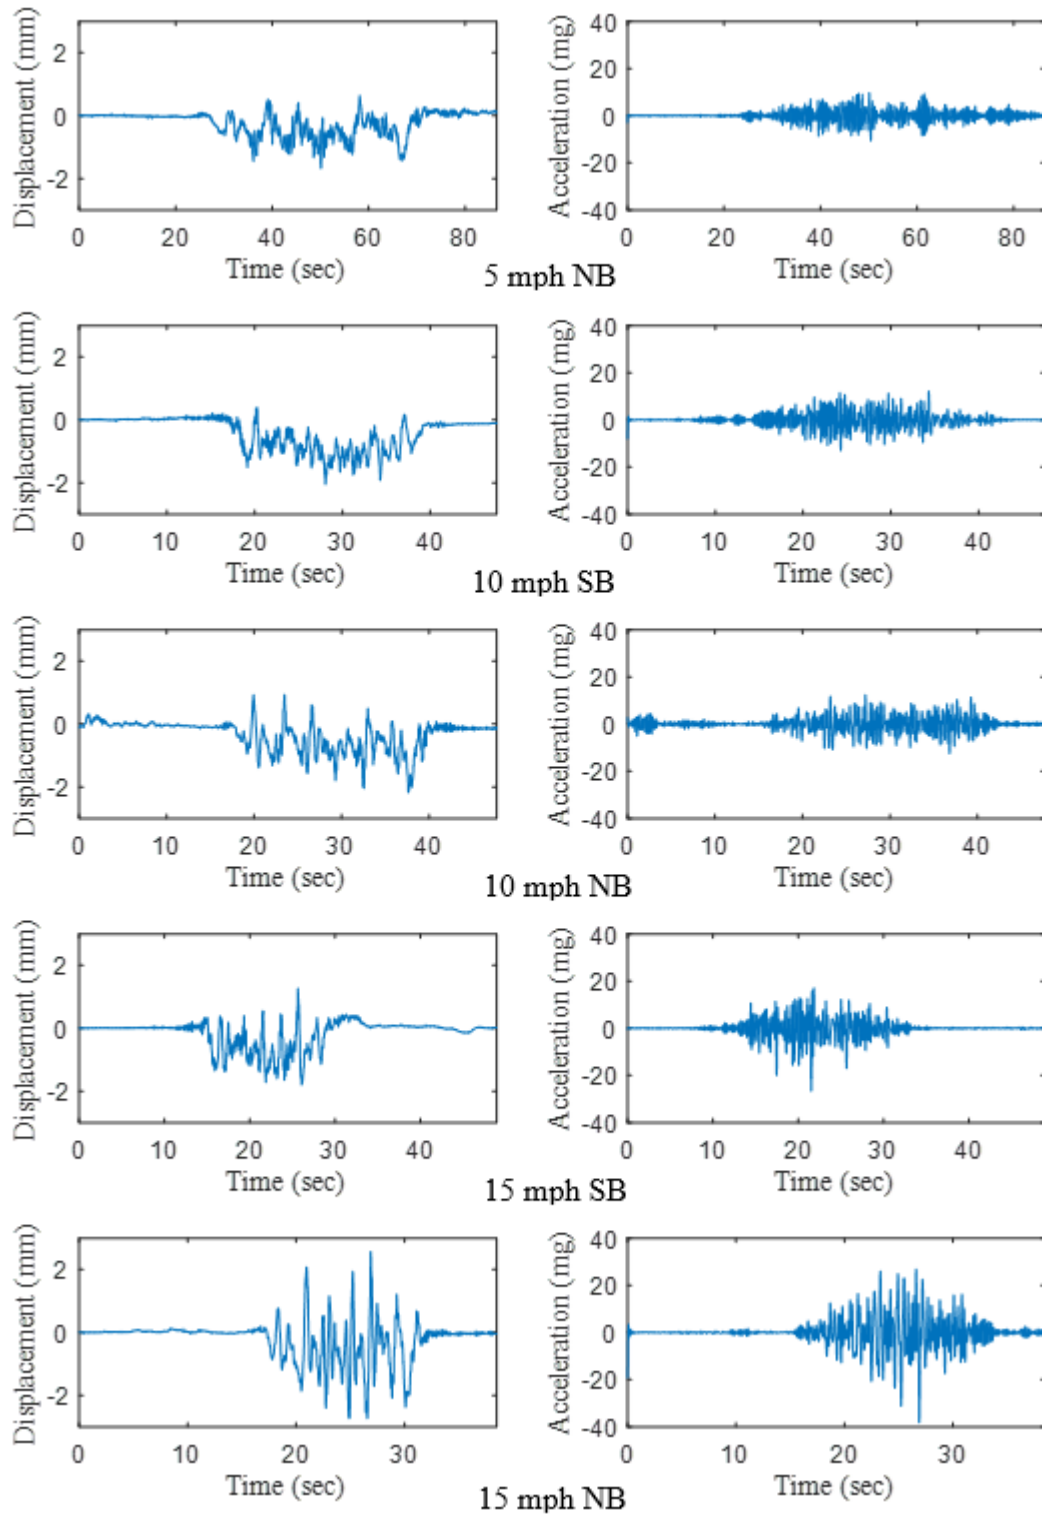 Displacement (mm)
2
0
-2
0 20 40 60 80
Time (sec)
Acceleration (mg)
40
20
0
-20
-40
0 20 40 60 80
Time (sec)
5 mph NB
Displacement (mm)
2
0
-2
0 10 20 30 40
Time (sec)
Acceleration (mg)
40
20
0
-20
-40
0 10 20 30 40
Time (sec)
10 mph SB
Displacement (mm)
2
0
-2
0 10 20 30 40
Time (sec)
Acceleration (mg)
40
20
0
-20
-40
0 10 20 30 40
Time (sec)
10 mph NB
Displacement (mm)
2
0
-2
0 10 20 30 40
Time (sec)
Acceleration (mg)
40
20
0
-20
-40
0 10 20 30 40
Time (sec)
15 mph SB
Displacement (mm)
2
0
-2
0 10 20 30
Time (sec)
Acceleration (mg)
40
20
0
-20
-40
0 10 20 30
Time (sec)
15 mph NB